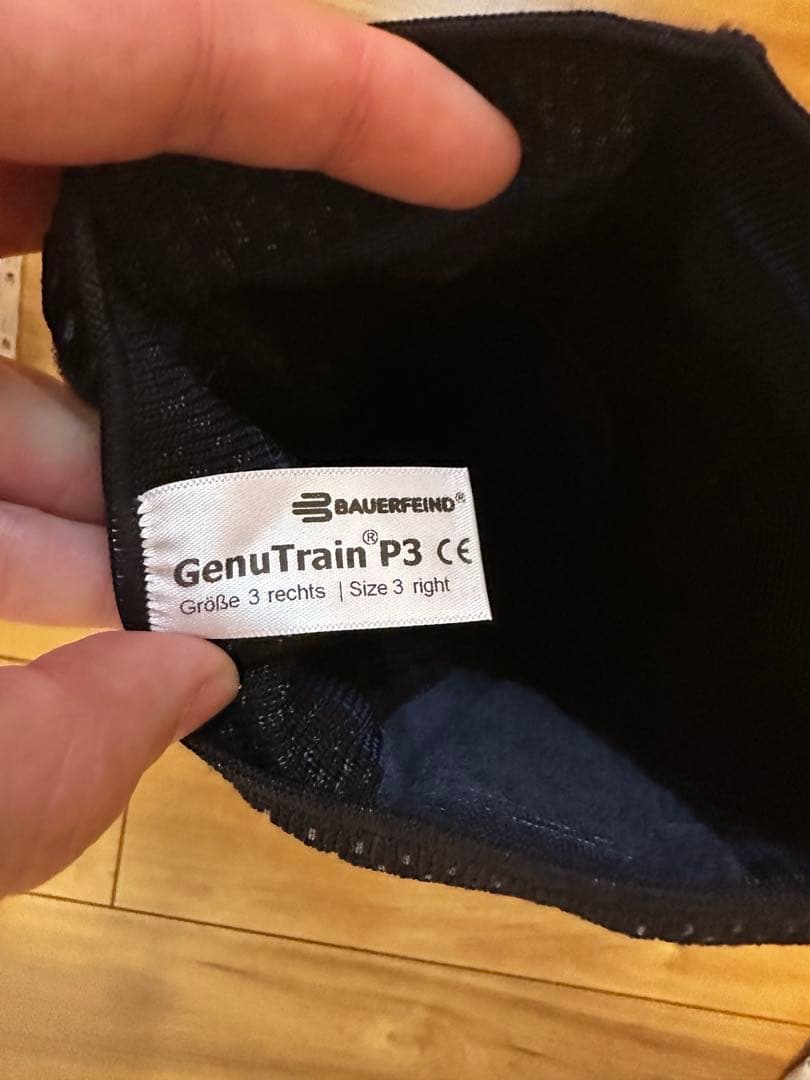 BAUERFEIND®
GenuTrain® P3 CE
Größe 3 rechts | Size 3 right